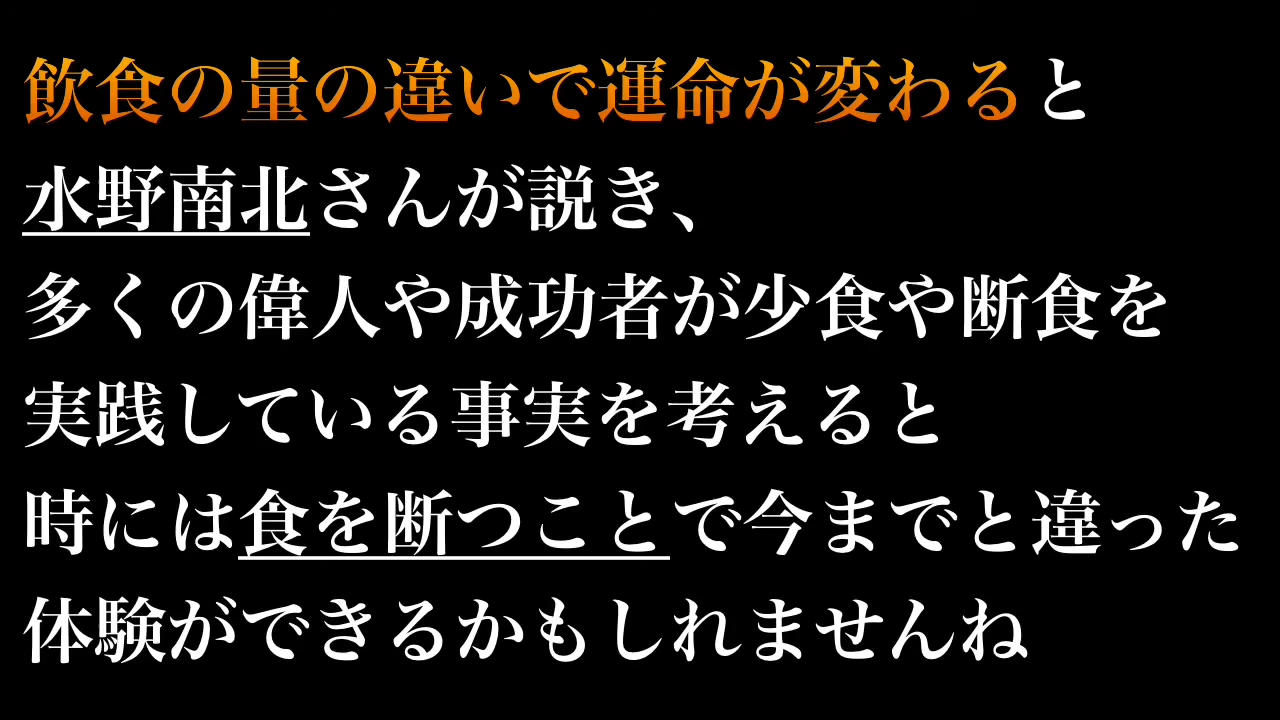 飲食の量の違いで運命が変わると
水野南北さんが説き、
多くの偉人や成功者が少食や断食を
実践している事実を考えると
時には食を断つことで今までと違った
体験ができるかもしれませんね